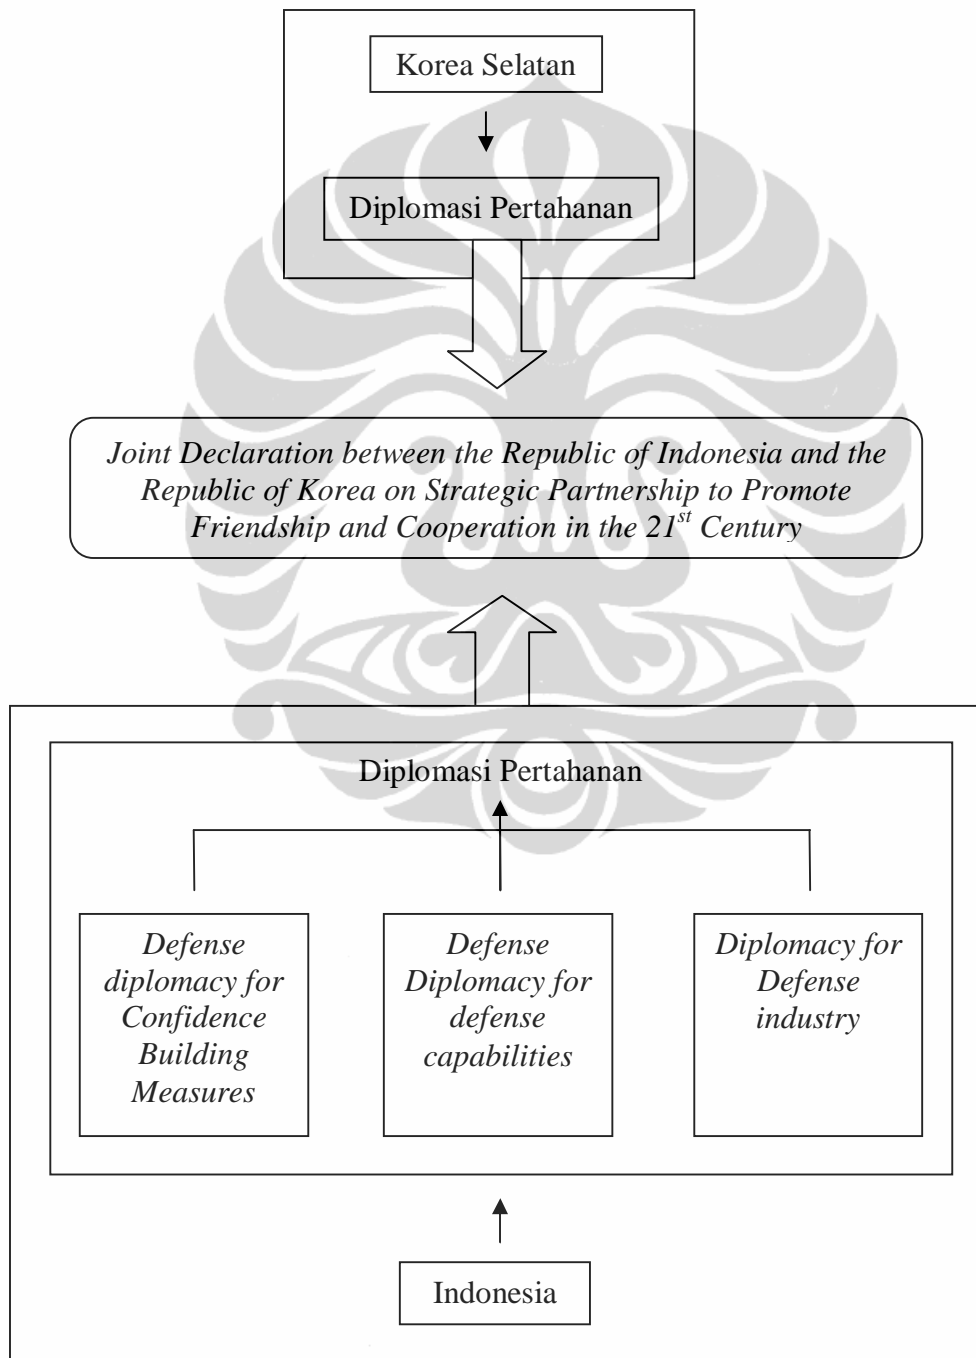 Korea Selatan
Diplomasi Pertahanan
Joint Declaration between the Republic of Indonesia and the
Republic of Korea on Strategic Partnership to Promote
Friendship and Cooperation in the 21st Century
Diplomasi Pertahanan
Defense
diplomacy for
Confidence
Building
Measures
Defense
Diplomacy for
defense
capabilities
Diplomacy for
Defense
industry
Indonesia